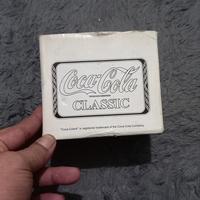 Coca-Cola
CLASSIC
"Coca-Cola" is registered trademark of the Coca-Cola Company.